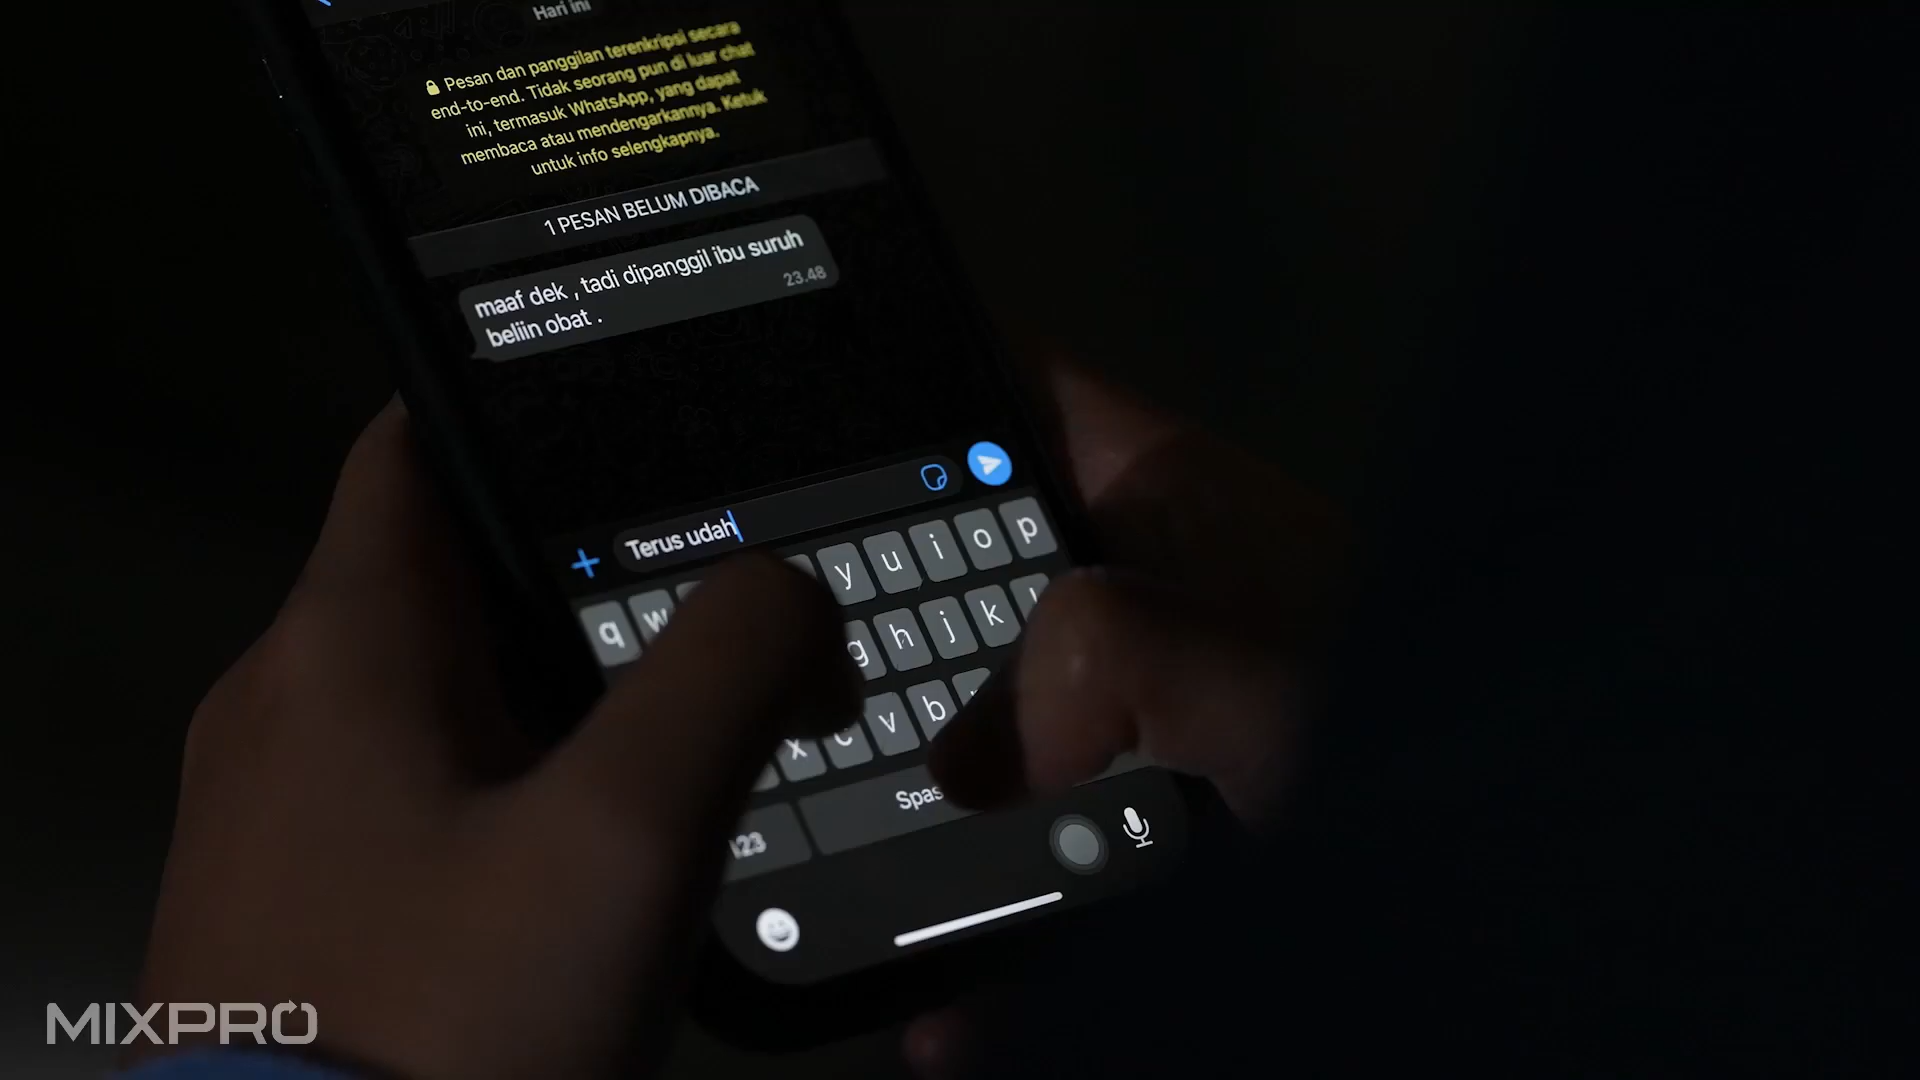 Hari ini
Pesan dan panggilan terenkripsi secara
end-to-end. Tidak seorang pun di luar chat
ini, termasuk WhatsApp, yang dapat
membaca atau mendengarkannya. Ketuk
untuk info selengkapnya.
1 PESAN BELUM DIBACA
maaf dek , tadi dipanggil ibu suruh
beliin obat .
23.48
Terus udah
q w y u i o p
g h j k l
x c v b
123
Spasi
MIXPRO